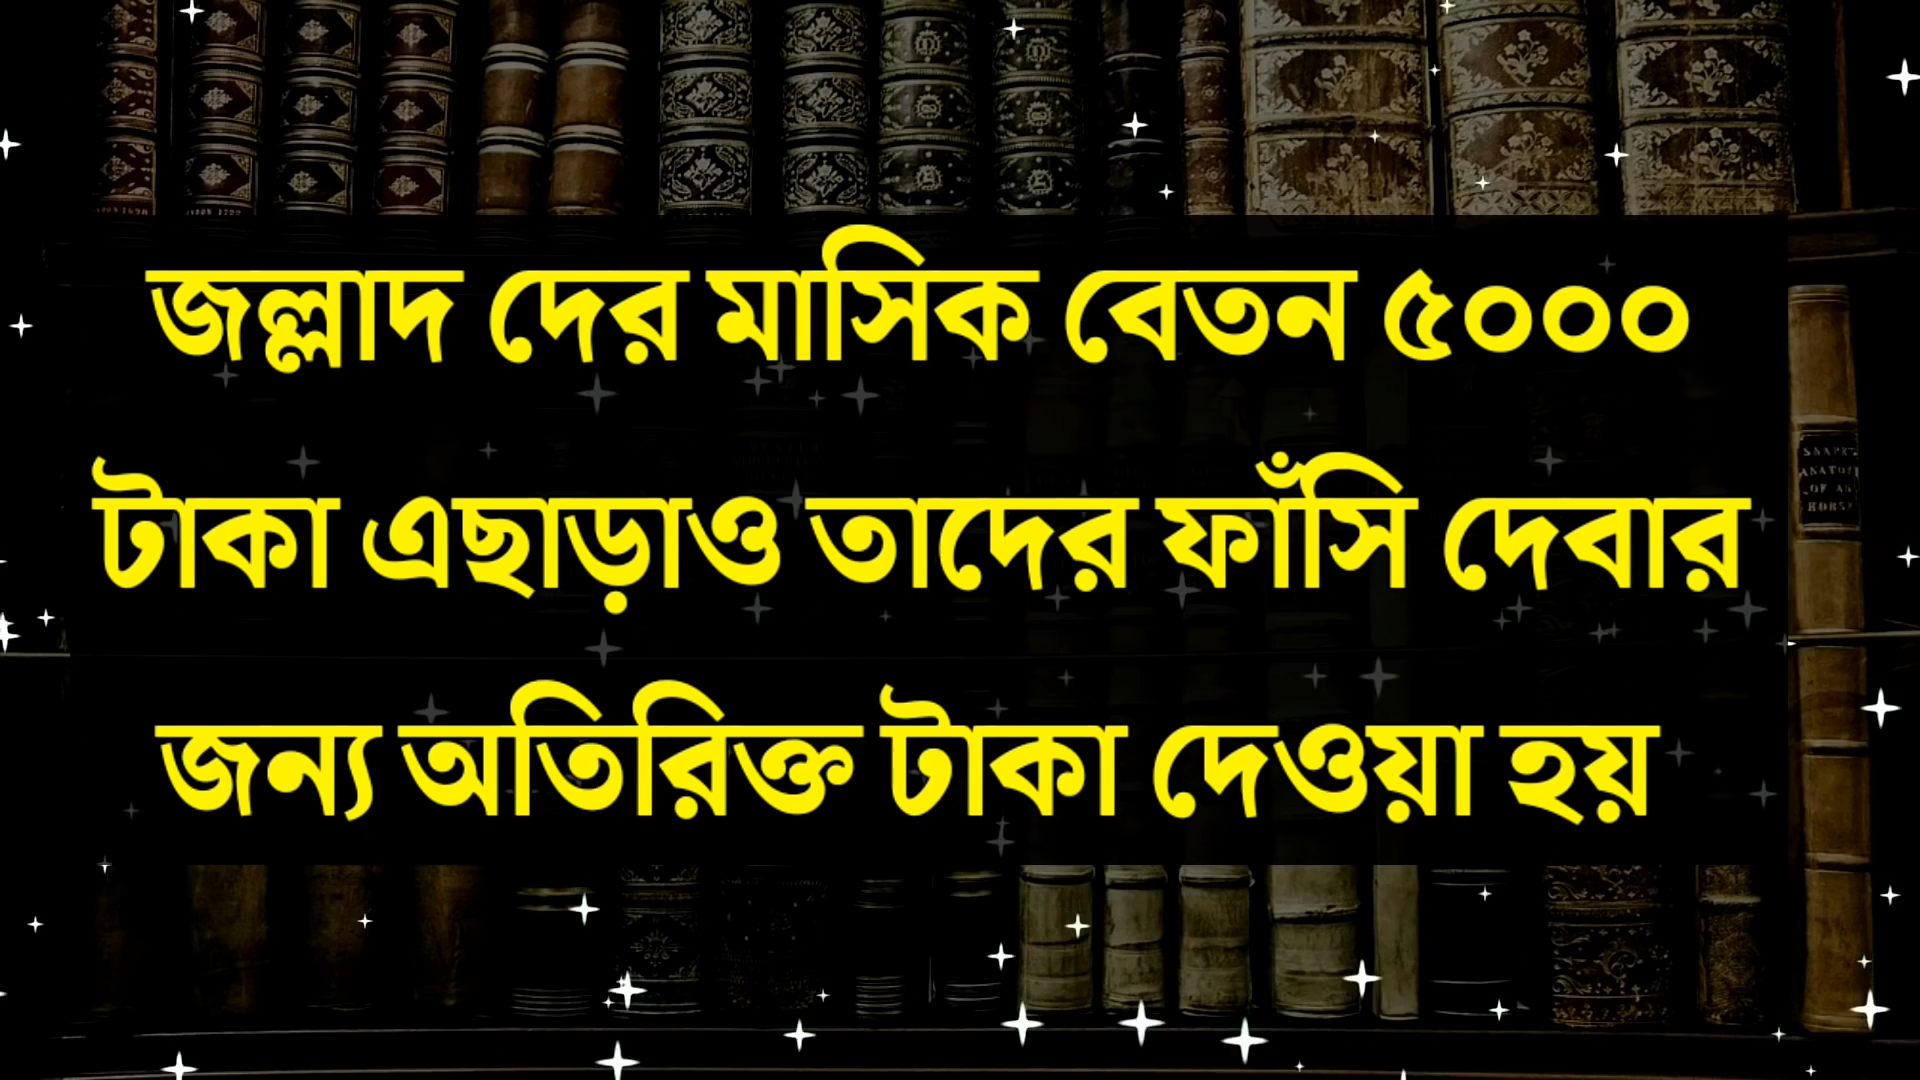 জল্লাদ দের মাসিক বেতন ৫০০০
টাকা এছাড়াও তাদের ফাঁসি দেবার
জন্য অতিরিক্ত টাকা দেওয়া হয়